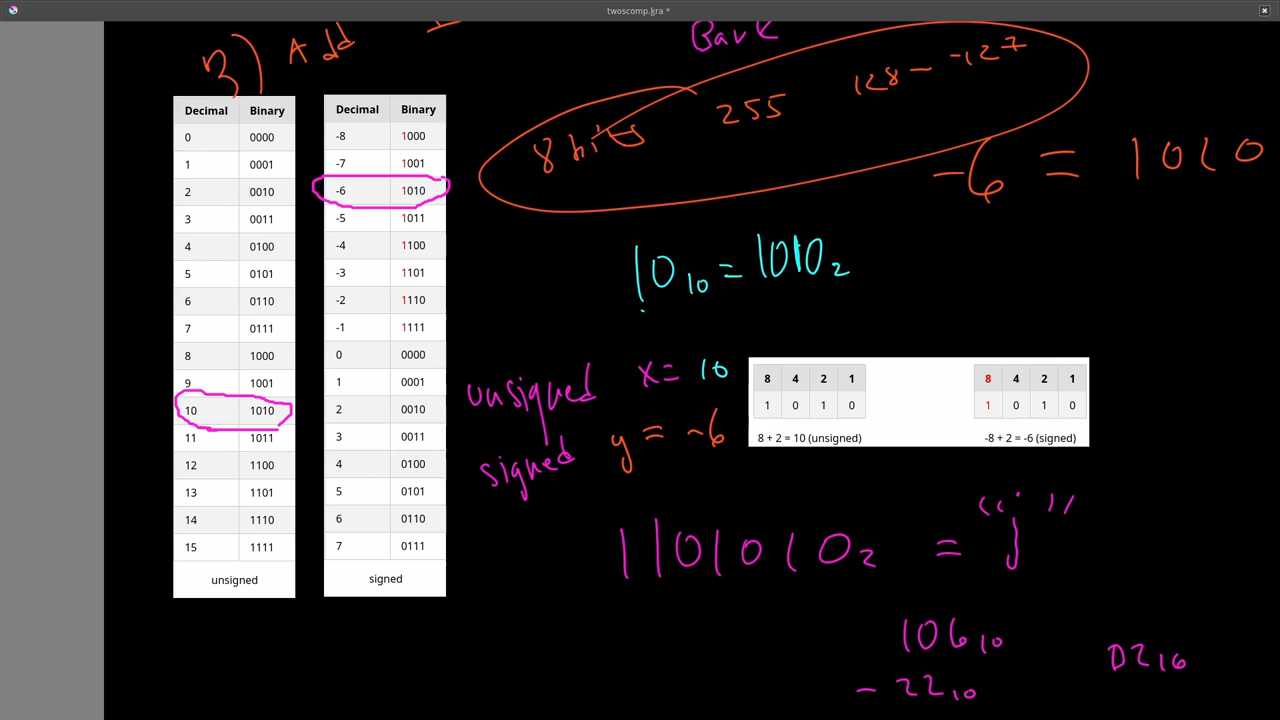 twoscomp.kra *
3) Add
Bark
8 bits 255 128 - -127
-6 = 1010
Decimal Binary
0 0000
1 0001
2 0010
3 0011
4 0100
5 0101
6 0110
7 0111
8 1000
9 1001
10 1010
11 1011
12 1100
13 1101
14 1110
15 1111
unsigned
Decimal Binary
-8 1000
-7 1001
-6 1010
-5 1011
-4 1100
-3 1101
-2 1110
-1 1111
0 0000
1 0001
2 0010
3 0011
4 0100
5 0101
6 0110
7 0111
signed
10₁₀ = 1010₂
unsigned x = 10
signed y = -6
8 4 2 1
1 0 1 0
8 + 2 = 10 (unsigned)
8 4 2 1
1 0 1 0
-8 + 2 = -6 (signed)
1101010₂ = "j"
106₁₀
-22₁₀